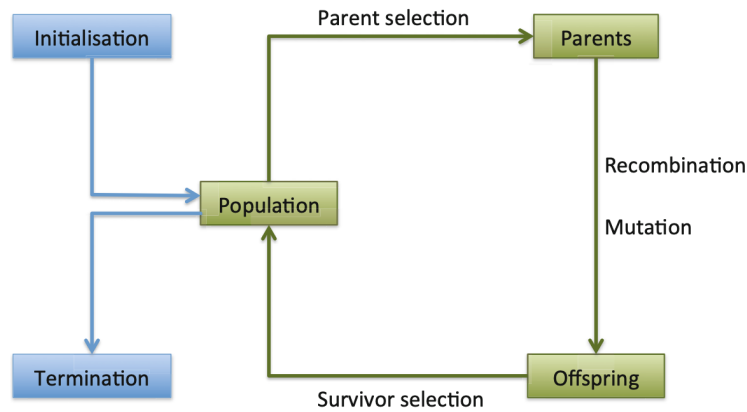 Parent selection
Initialisation
Parents
Recombination
Population
Mutation
Termination
Offspring
Survivor selection